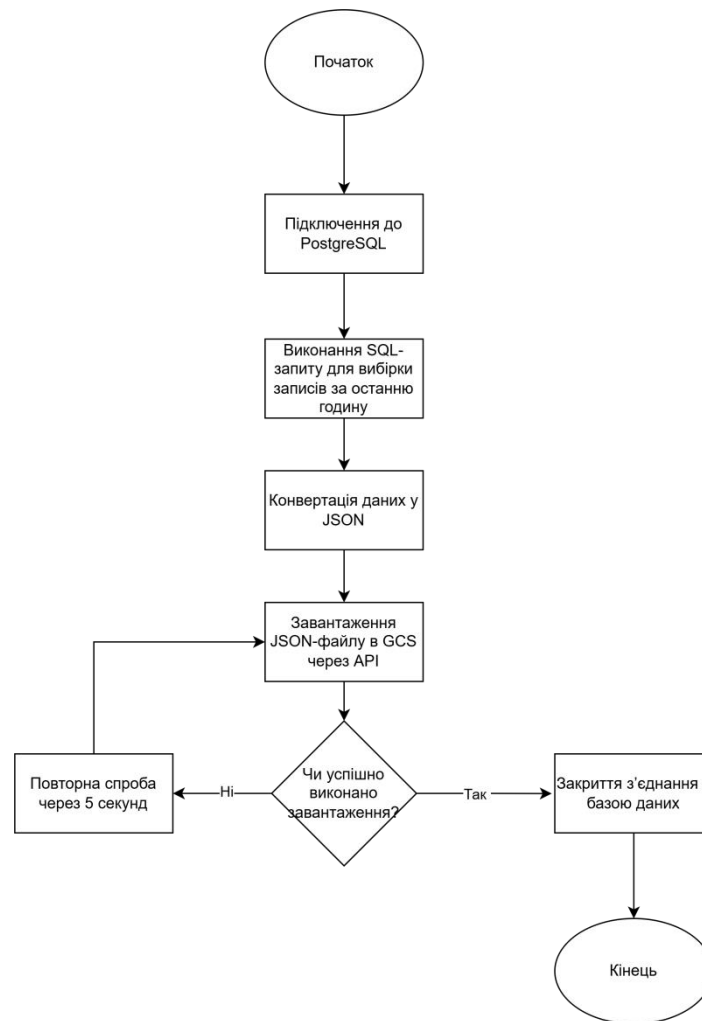 Початок
Підключення до
PostgreSQL
Виконання SQL-
запиту для вибірки
записів за останню
годину
Конвертація даних у
JSON
Завантаження
JSON-файлу в GCS
через API
Чи успішно
виконано
завантаження?
Ні
Так
Повторна спроба
через 5 секунд
Закриття з’єднання
базою даних
Кінець